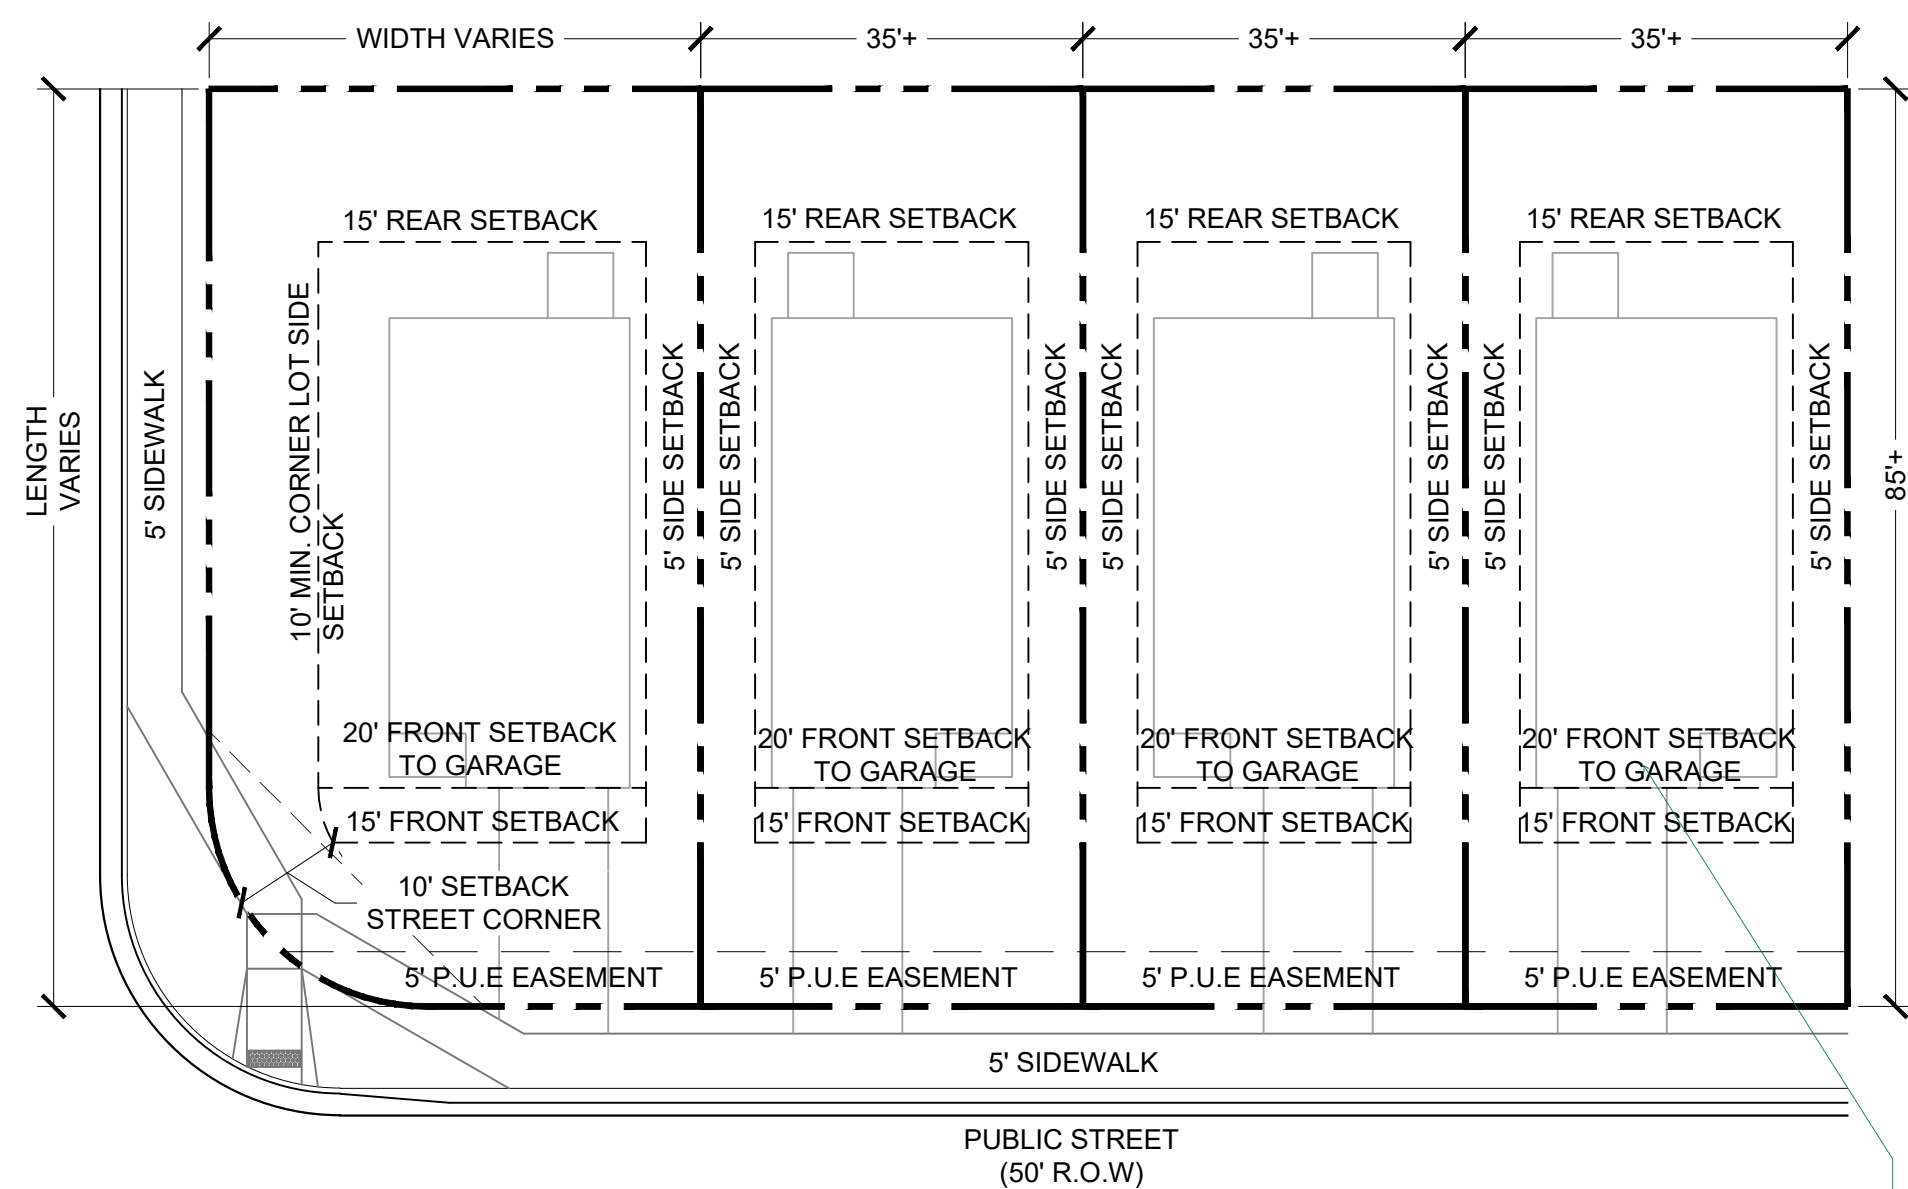 WIDTH VARIES
35'+
35'+
35'+
15' REAR SETBACK
15' REAR SETBACK
15' REAR SETBACK
15' REAR SETBACK
LENGTH
VARIES
5' SIDEWALK
10' MIN. CORNER LOT SIDE
SETBACK
5' SIDE SETBACK
5' SIDE SETBACK
5' SIDE SETBACK
5' SIDE SETBACK
5' SIDE SETBACK
5' SIDE SETBACK
5' SIDE SETBACK
85'+
20' FRONT SETBACK
TO GARAGE
20' FRONT SETBACK
TO GARAGE
20' FRONT SETBACK
TO GARAGE
20' FRONT SETBACK
TO GARAGE
15' FRONT SETBACK
15' FRONT SETBACK
15' FRONT SETBACK
15' FRONT SETBACK
10' SETBACK
STREET CORNER
5' P.U.E EASEMENT
5' P.U.E EASEMENT
5' P.U.E EASEMENT
5' P.U.E EASEMENT
5' SIDEWALK
PUBLIC STREET
(50' R.O.W)